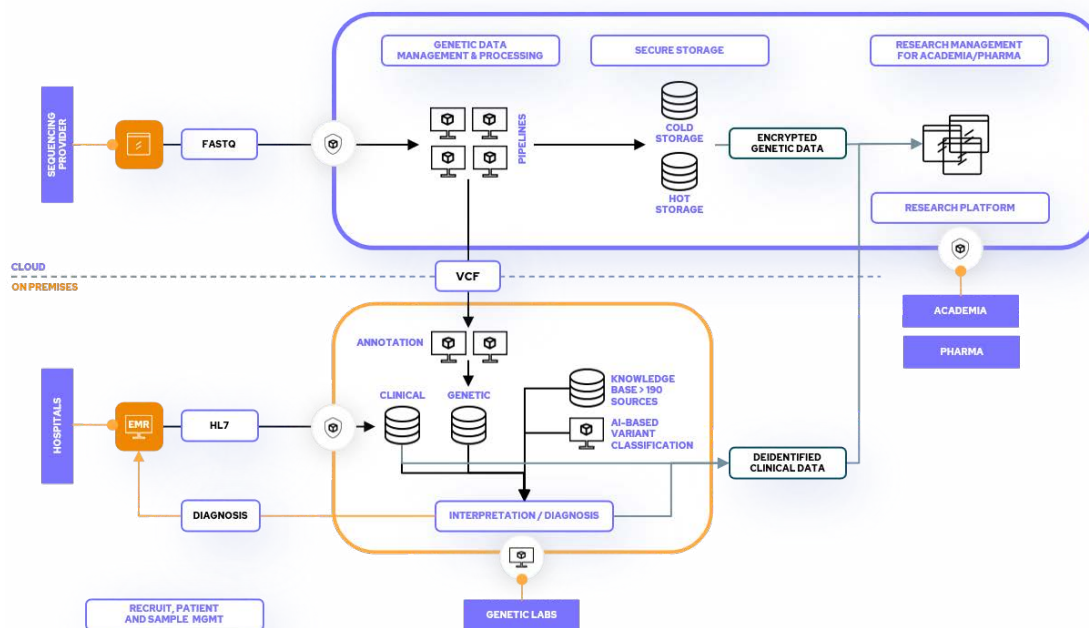 GENETIC DATA
MANAGEMENT & PROCESSING
SECURE STORAGE
RESEARCH MANAGEMENT
FOR ACADEMIA/PHARMA
SEQUENCING
PROVIDER
FASTQ
PIPELINES
COLD
STORAGE
HOT
STORAGE
ENCRYPTED
GENETIC DATA
RESEARCH PLATFORM
CLOUD
ON PREMISES
VCF
ACADEMIA
PHARMA
ANNOTATION
CLINICAL
GENETIC
KNOWLEDGE
BASE > 190
SOURCES
AI-BASED
VARIANT
CLASSIFICATION
HOSPITALS
EMR
HL7
DEIDENTIFIED
CLINICAL DATA
DIAGNOSIS
INTERPRETATION / DIAGNOSIS
RECRUIT, PATIENT
AND SAMPLE MGMT
GENETIC LABS